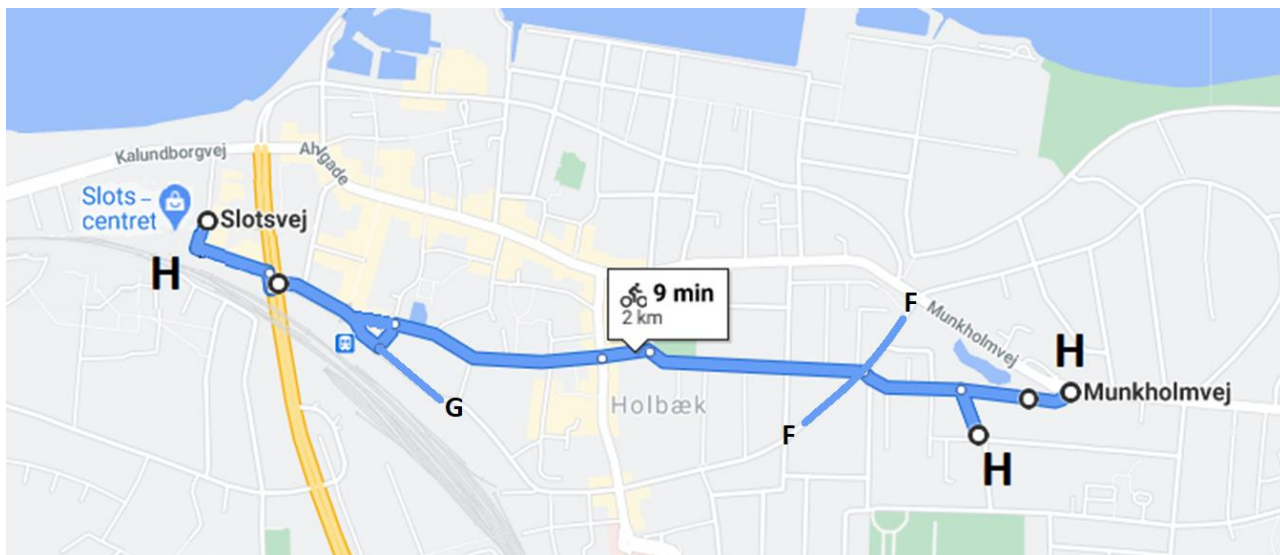 Kalundborgvej
Ahlgade
Slots –
centret
Slotsvej
H
9 min
2 km
F
Munkholmvej
H
Munkholmvej
G
Holbæk
F
H